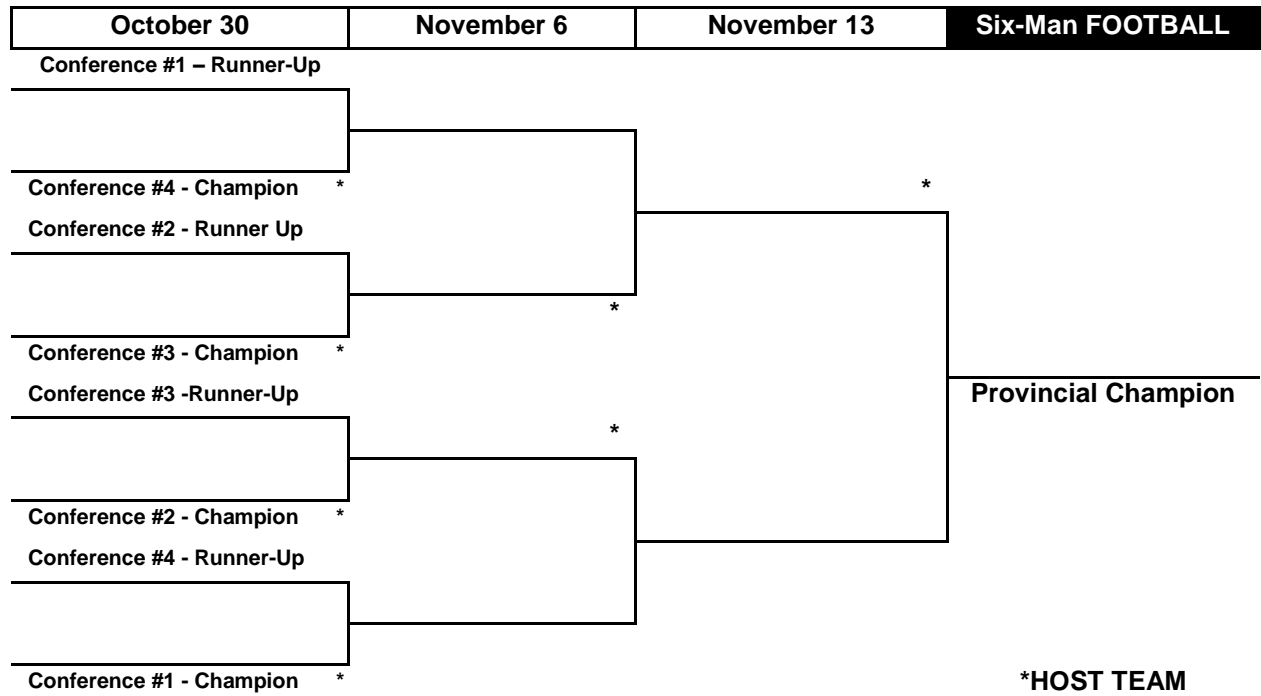 October 30 November 6 November 13 Six-Man FOOTBALL
Conference #1 – Runner-Up
Conference #4 - Champion *
*
Conference #2 - Runner Up
*
Conference #3 - Champion *
Conference #3 -Runner-Up
Provincial Champion
*
Conference #2 - Champion *
Conference #4 - Runner-Up
Conference #1 - Champion *
*HOST TEAM